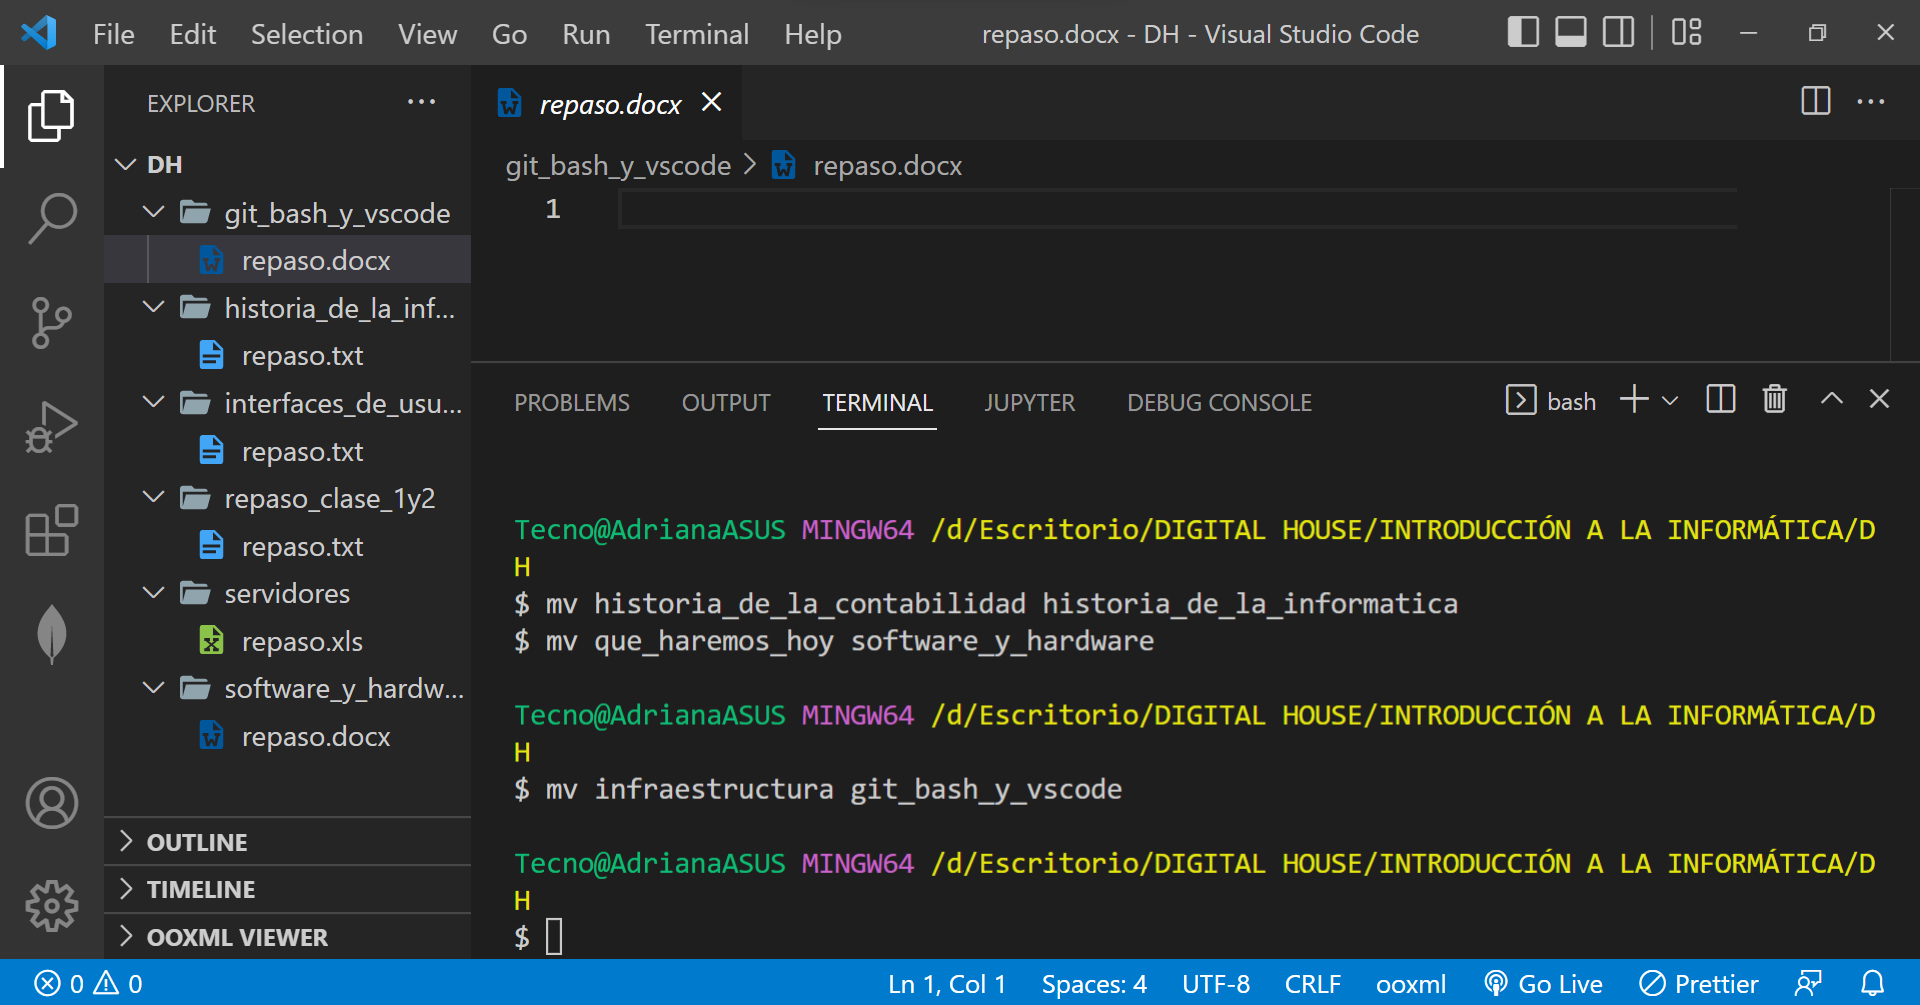 File Edit Selection View Go Run Terminal Help repaso.docx - DH - Visual Studio Code
EXPLORER
DH
git_bash_y_vscode
repaso.docx
historia_de_la_inf...
repaso.txt
interfaces_de_usu...
repaso.txt
repaso_clase_1y2
repaso.txt
servidores
repaso.xls
software_y_hardw...
repaso.docx
OUTLINE
TIMELINE
OOXML VIEWER
repaso.docx
git_bash_y_vscode > repaso.docx
1
PROBLEMS OUTPUT TERMINAL JUPYTER DEBUG CONSOLE bash
Tecno@AdrianaASUS MINGW64 /d/Escritorio/DIGITAL HOUSE/INTRODUCCIÓN A LA INFORMÁTICA/D
H
$ mv historia_de_la_contabilidad historia_de_la_informatica
$ mv que_haremos_hoy software_y_hardware
Tecno@AdrianaASUS MINGW64 /d/Escritorio/DIGITAL HOUSE/INTRODUCCIÓN A LA INFORMÁTICA/D
H
$ mv infraestructura git_bash_y_vscode
Tecno@AdrianaASUS MINGW64 /d/Escritorio/DIGITAL HOUSE/INTRODUCCIÓN A LA INFORMÁTICA/D
H
$
0 0 Ln 1, Col 1 Spaces: 4 UTF-8 CRLF ooxml Go Live Prettier